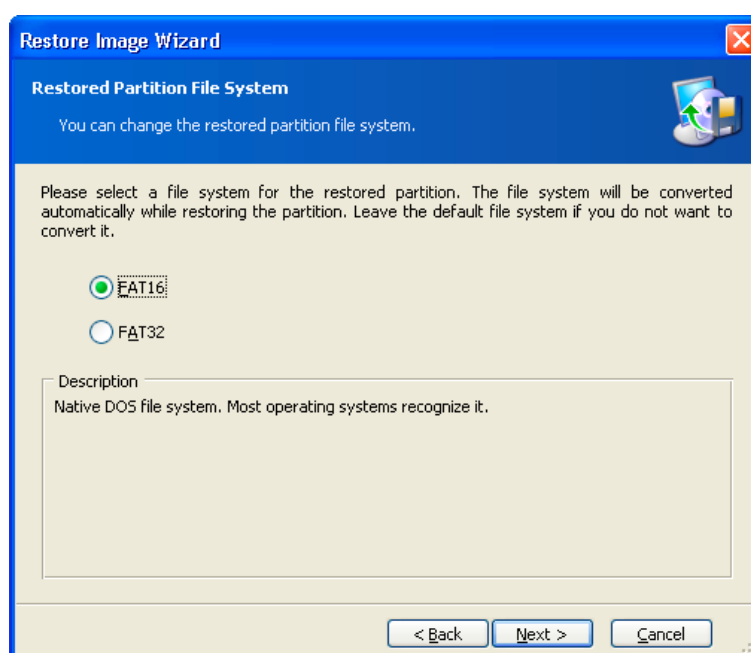 Restore Image Wizard
Restored Partition File System
You can change the restored partition file system.
Please select a file system for the restored partition. The file system will be converted
automatically while restoring the partition. Leave the default file system if you do not want to
convert it.
FAT16
FAT32
Description
Native DOS file system. Most operating systems recognize it.
< Back Next > Cancel